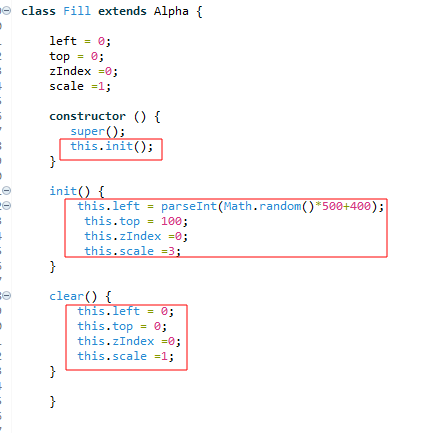 class Fill extends Alpha {
left = 0;
top = 0;
zIndex =0;
scale =1;
constructor () {
super();
this.init();
}
init() {
this.left = parseInt(Math.random()*500+400);
this.top = 100;
this.zIndex =0;
this.scale =3;
}
clear() {
this.left = 0;
this.top = 0;
this.zIndex =0;
this.scale =1;
}
}